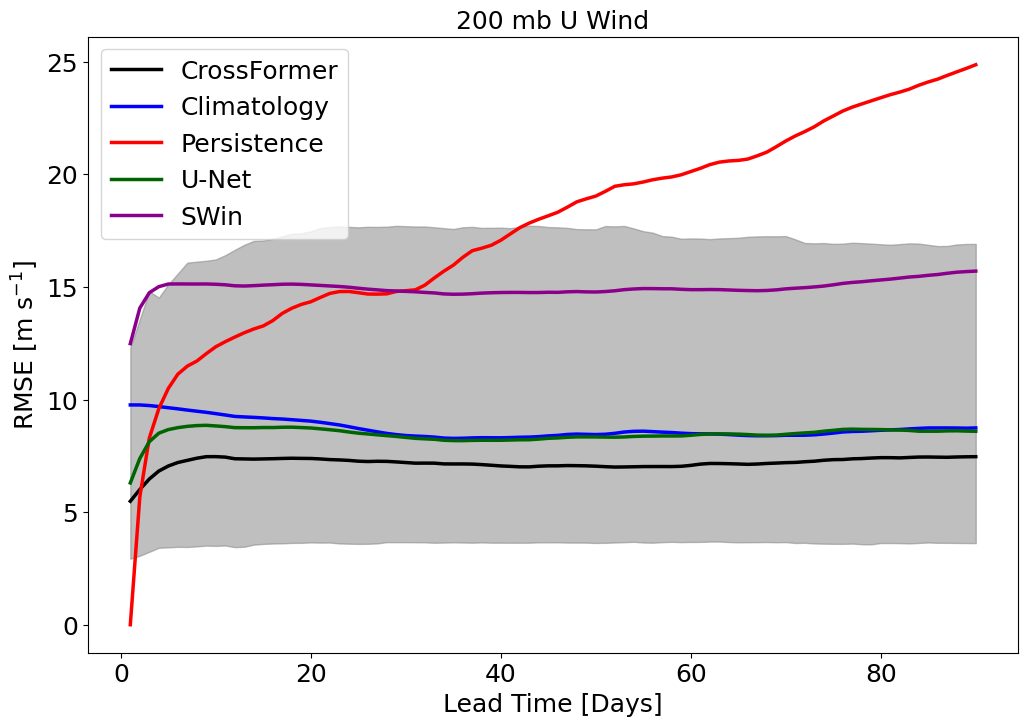 200 mb U Wind
CrossFormer
Climatology
Persistence
U-Net
SWin
RMSE [m s⁻¹]
25
20
15
10
5
0
0 20 40 60 80
Lead Time [Days]